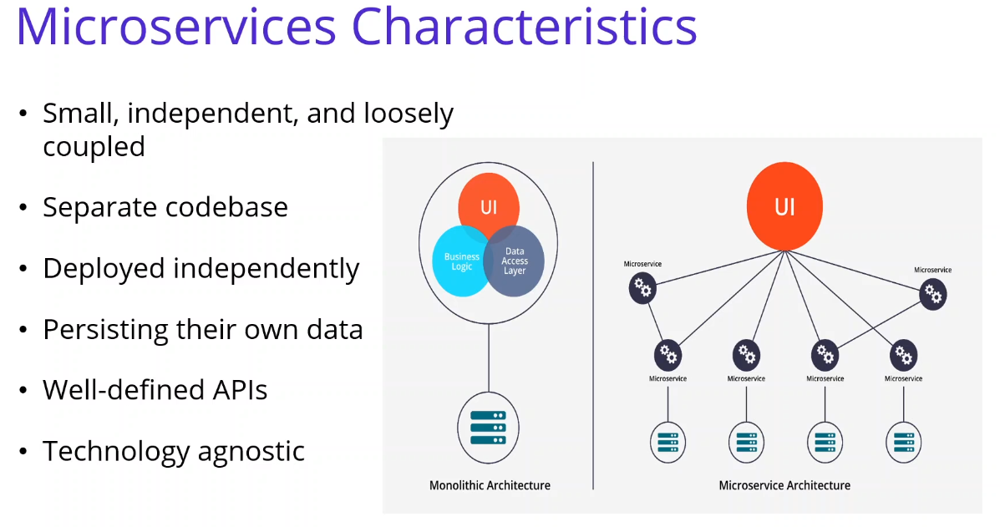 Microservices Characteristics
• Small, independent, and loosely
coupled
• Separate codebase
• Deployed independently
• Persisting their own data
• Well-defined APIs
• Technology agnostic
UI
Business
Logic
Data
Access
Layer
Monolithic Architecture
UI
Microservice
Microservice
Microservice
Microservice
Microservice
Microservice
Microservice Architecture